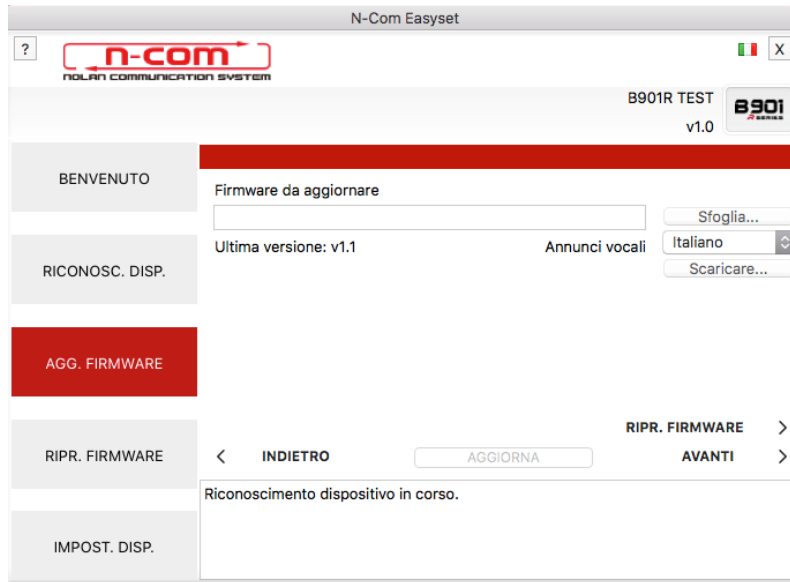 N-Com Easyset
?
n-com
NOLAN COMMUNICATION SYSTEM
X
B901R TEST
v1.0
B901
R SERIES
BENVENUTO
RICONOSC. DISP.
AGG. FIRMWARE
RIPR. FIRMWARE
IMPOST. DISP.
Firmware da aggiornare
Sfoglia...
Ultima versione: v1.1
Annunci vocali
Italiano
Scaricare...
RIPR. FIRMWARE >
< INDIETRO
AGGIORNA
AVANTI >
Riconoscimento dispositivo in corso.